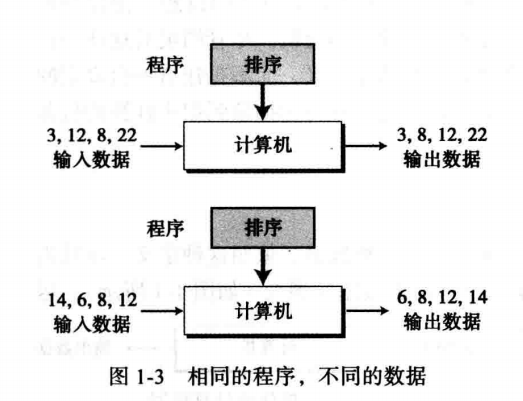 程序
排序
3, 12, 8, 22
输入数据
计算机
3, 8, 12, 22
输出数据
程序
排序
14, 6, 8, 12
输入数据
计算机
6, 8, 12, 14
输出数据
图 1-3 相同的程序，不同的数据